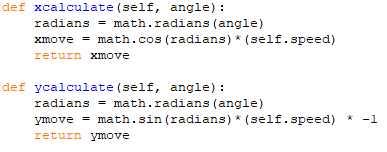 def xcalculate(self, angle):
    radians = math.radians(angle)
    xmove = math.cos(radians)*(self.speed)
    return xmove

def ycalculate(self, angle):
    radians = math.radians(angle)
    ymove = math.sin(radians)*(self.speed) * -1
    return ymove